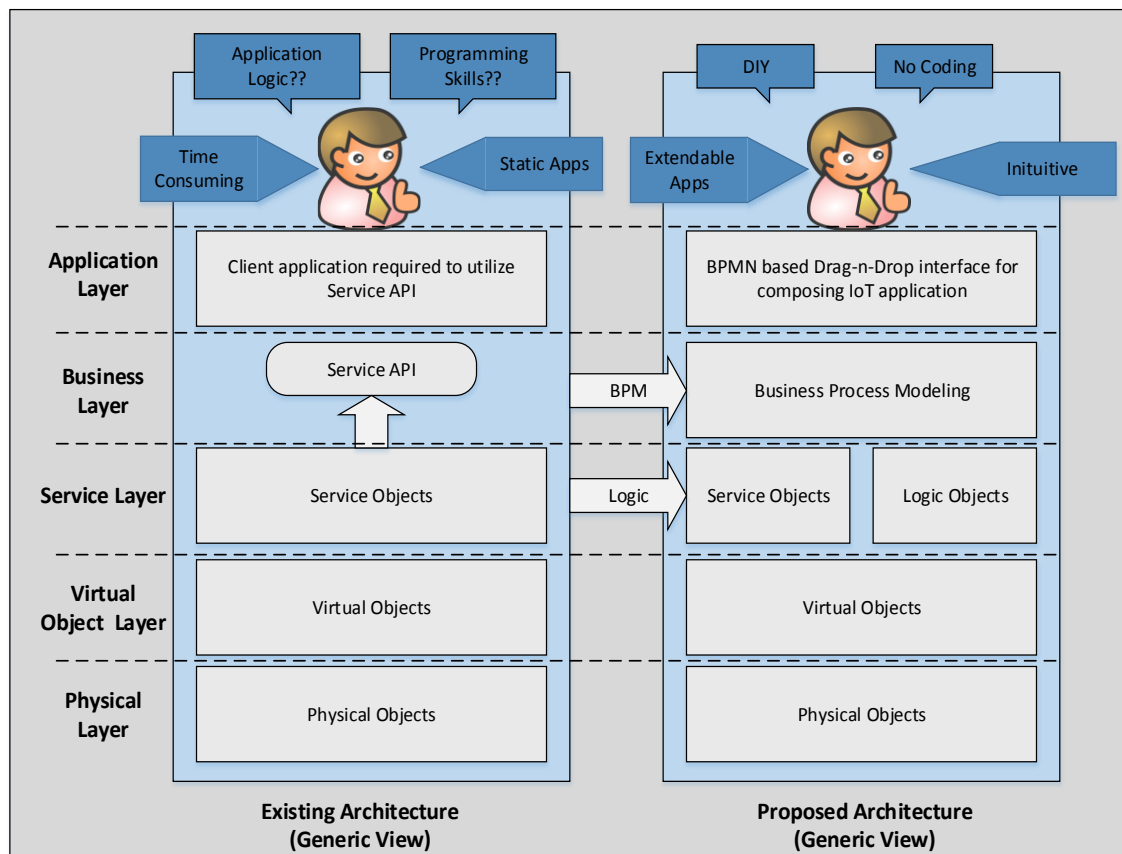 Application
Logic??
Programming
Skills??
DIY
No Coding
Time
Consuming
Static Apps
Extendable
Apps
Inituitive
Application
Layer
Client application required to utilize
Service API
BPMN based Drag-n-Drop interface for
composing IoT application
Business
Layer
Service API
BPM
Business Process Modeling
Service Layer
Service Objects
Logic
Service Objects
Logic Objects
Virtual
Object Layer
Virtual Objects
Virtual Objects
Physical
Layer
Physical Objects
Physical Objects
Existing Architecture
(Generic View)
Proposed Architecture
(Generic View)